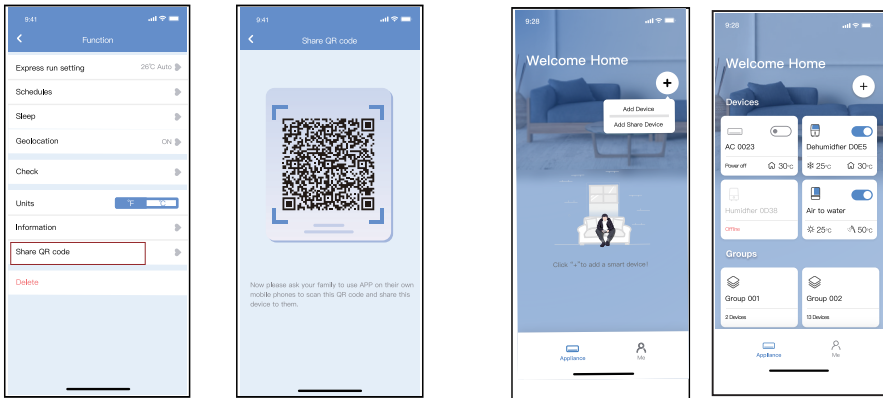 9:41
Function
Express run setting 26°C Auto
Schedules
Sleep
Geolocation ON
Check
Units °F °C
Information
Share QR code
Delete
9:41
Share QR code
Now please ask your family to use APP on their own
mobile phones to scan this QR code and share this
device to them.
9:28
Welcome Home
+
Add Device
Add Share Device
Click "+"to add a smart device!
Appliance Me
9:28
Welcome Home
+
Devices
AC 0023 Dehumidfier D0E5
Power off 30°C 25°C 30°C
Humidifier 0D38 Air to water
Offline 25°C 50°C
Groups
Group 001 Group 002
2 Devices 13 Devices
Appliance Me